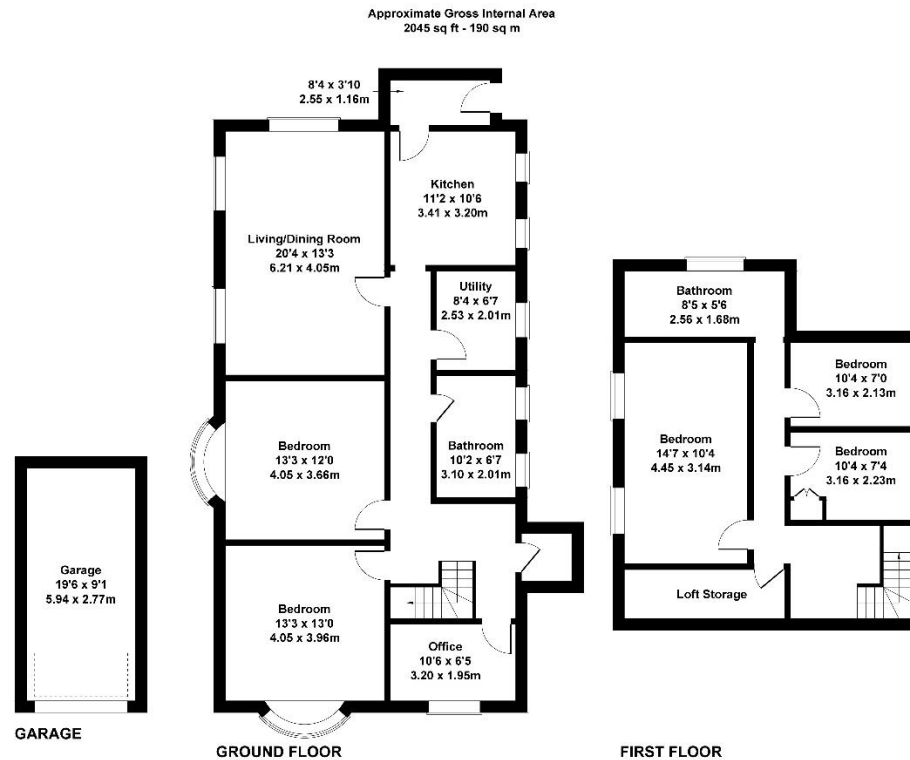 Approximate Gross Internal Area
2045 sq ft - 190 sq m
8'4 x 3'10
2.55 x 1.16m
Kitchen
11'2 x 10'6
3.41 x 3.20m
Living/Dining Room
20'4 x 13'3
6.21 x 4.05m
Utility
8'4 x 6'7
2.53 x 2.01m
Bedroom
13'3 x 12'0
4.05 x 3.66m
Bathroom
10'2 x 6'7
3.10 x 2.01m
Bedroom
13'3 x 13'0
4.05 x 3.96m
Office
10'6 x 6'5
3.20 x 1.95m
Garage
19'6 x 9'1
5.94 x 2.77m
GARAGE
GROUND FLOOR
Bathroom
8'5 x 5'6
2.56 x 1.68m
Bedroom
10'4 x 7'0
3.16 x 2.13m
Bedroom
14'7 x 10'4
4.45 x 3.14m
Bedroom
10'4 x 7'4
3.16 x 2.23m
Loft Storage
FIRST FLOOR